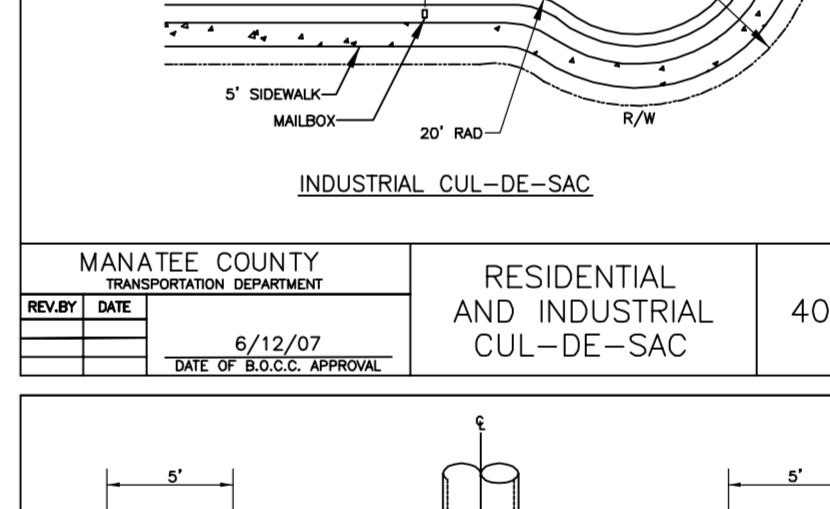 5' SIDEWALK
MAILBOX
20' RAD
R/W
INDUSTRIAL CUL-DE-SAC
MANATEE COUNTY
TRANSPORTATION DEPARTMENT
REV.BY DATE
6/12/07
DATE OF B.O.C.C. APPROVAL
RESIDENTIAL
AND INDUSTRIAL
CUL-DE-SAC
40
℄
5'
5'